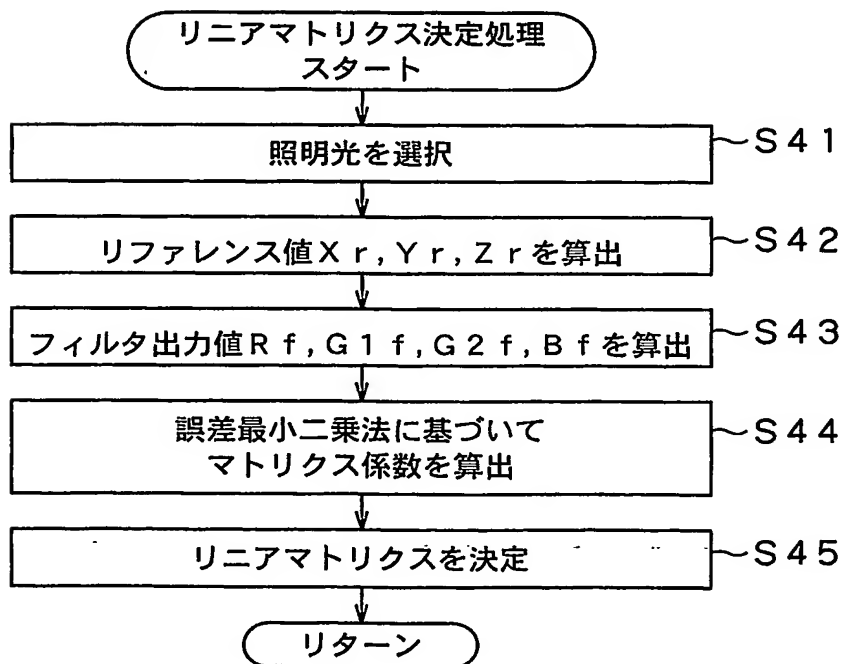 リニアマトリクス決定処理
スタート
照明光を選択
~S41
リファレンス値Xr,Yr,Zrを算出
~S42
フィルタ出力値Rf,G1f,G2f,Bfを算出
~S43
誤差最小二乗法に基づいて
マトリクス係数を算出
~S44
リニアマトリクスを決定
~S45
リターン